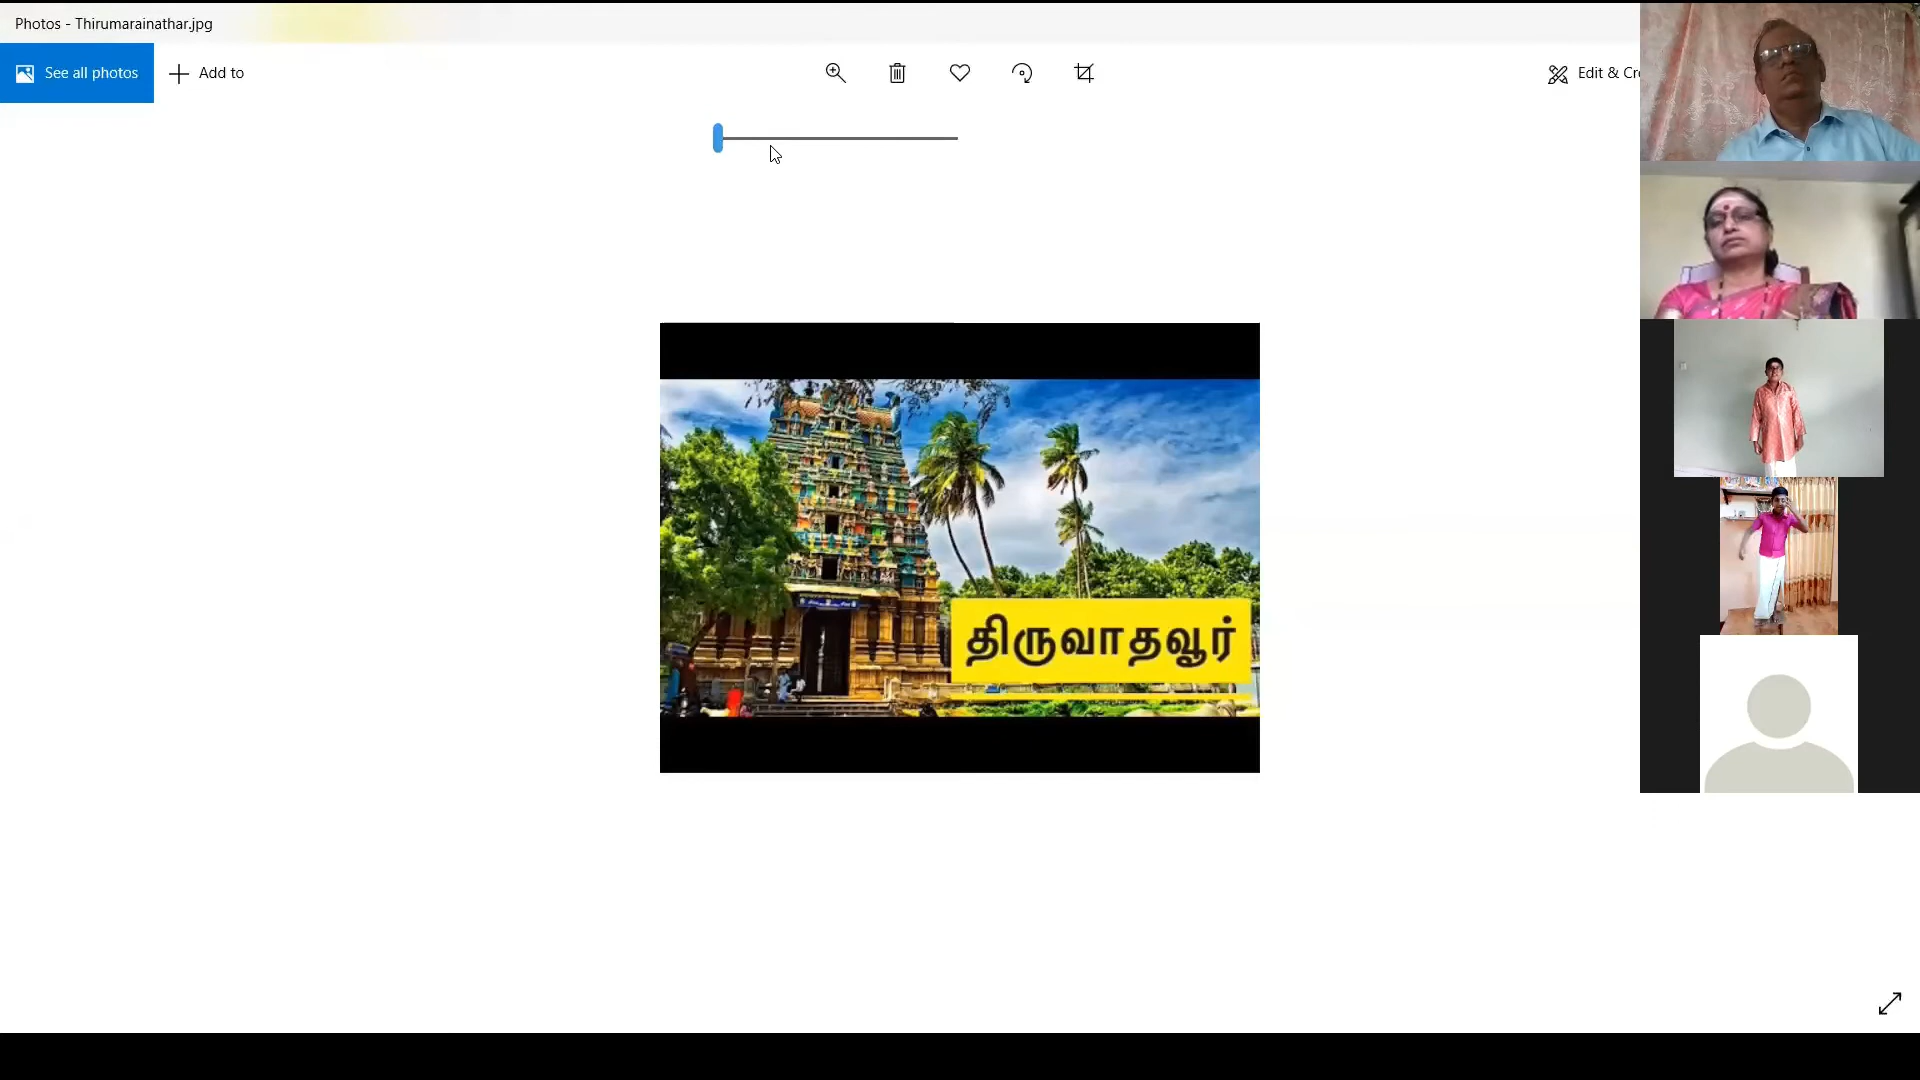 Photos - Thirumarainathar.jpg
See all photos
Add to
Edit & Cr
திருவாதவூர்